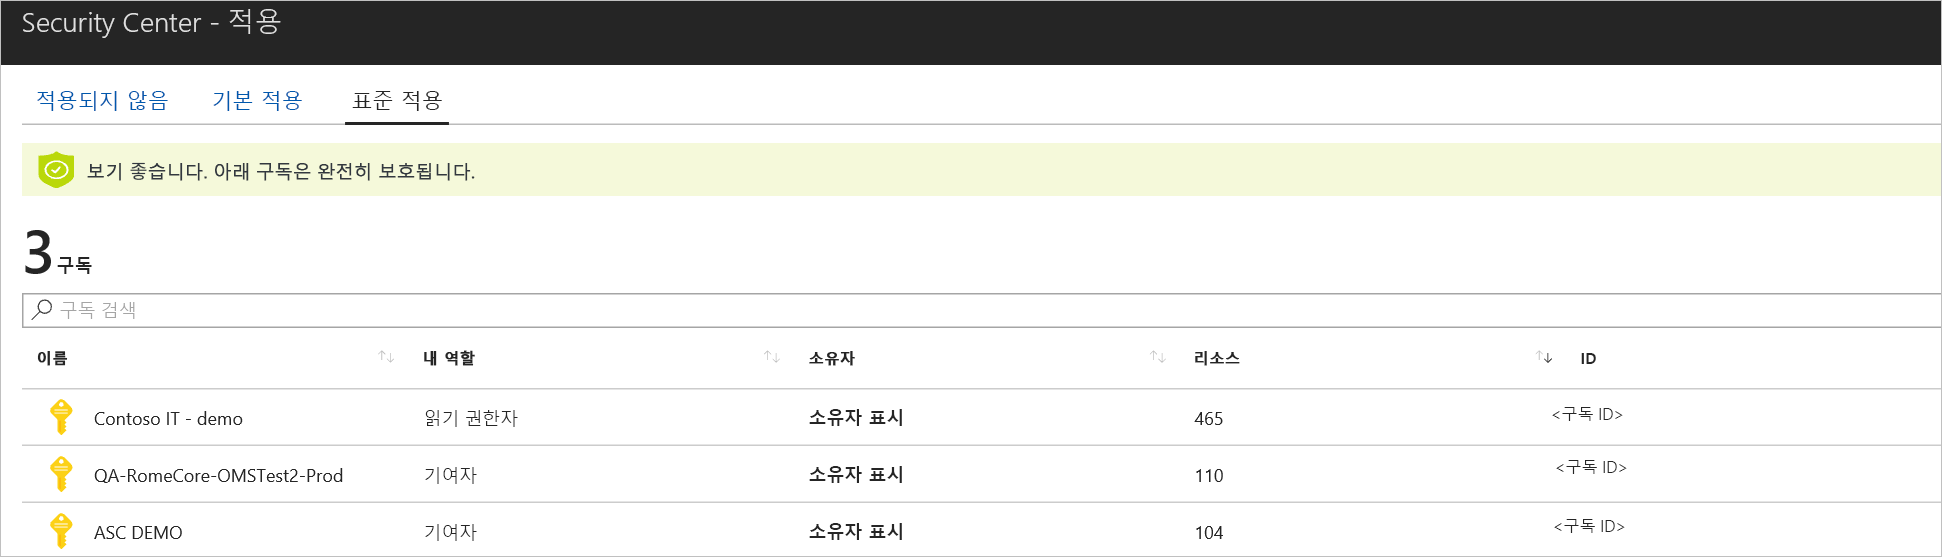 Security Center - 적용
적용되지 않음 기본 적용 표준 적용
보기 좋습니다. 아래 구독은 완전히 보호됩니다.
3 구독
구독 검색
이름 내 역할 소유자 리소스 ID
Contoso IT - demo 읽기 권한자 소유자 표시 465 <구독 ID>
QA-RomeCore-OMSTest2-Prod 기여자 소유자 표시 110 <구독 ID>
ASC DEMO 기여자 소유자 표시 104 <구독 ID>